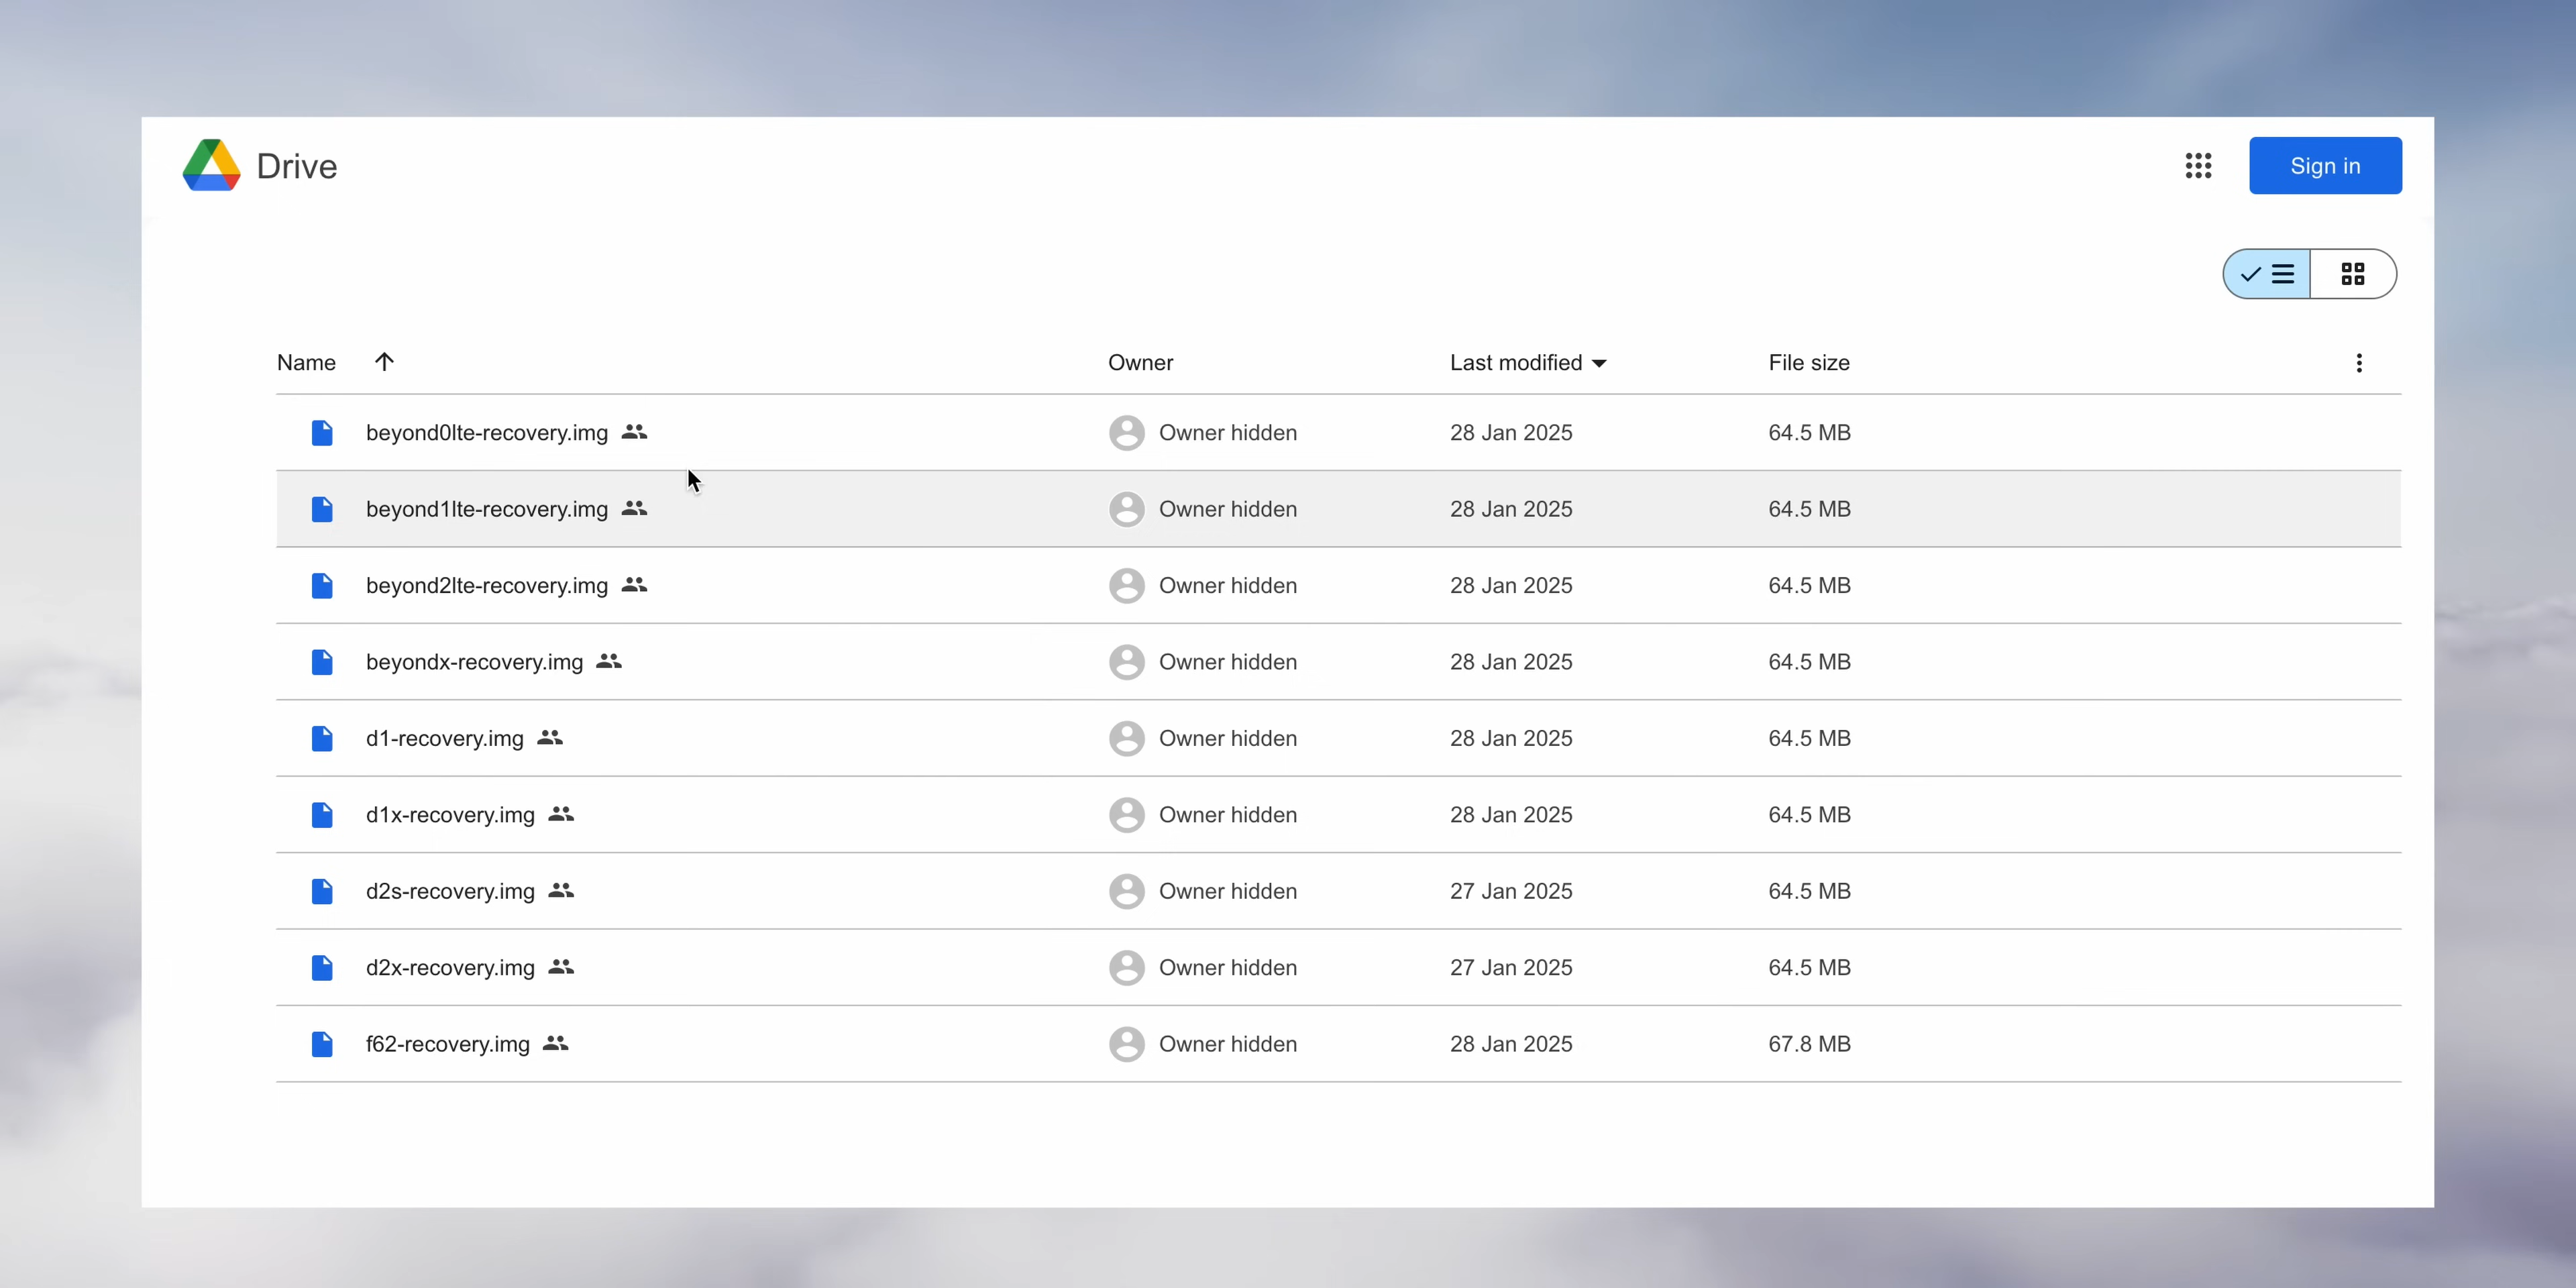 Drive
Sign in
Name Owner Last modified File size
beyond0lte-recovery.img Owner hidden 28 Jan 2025 64.5 MB
beyond1lte-recovery.img Owner hidden 28 Jan 2025 64.5 MB
beyond2lte-recovery.img Owner hidden 28 Jan 2025 64.5 MB
beyondx-recovery.img Owner hidden 28 Jan 2025 64.5 MB
d1-recovery.img Owner hidden 28 Jan 2025 64.5 MB
d1x-recovery.img Owner hidden 28 Jan 2025 64.5 MB
d2s-recovery.img Owner hidden 27 Jan 2025 64.5 MB
d2x-recovery.img Owner hidden 27 Jan 2025 64.5 MB
f62-recovery.img Owner hidden 28 Jan 2025 67.8 MB